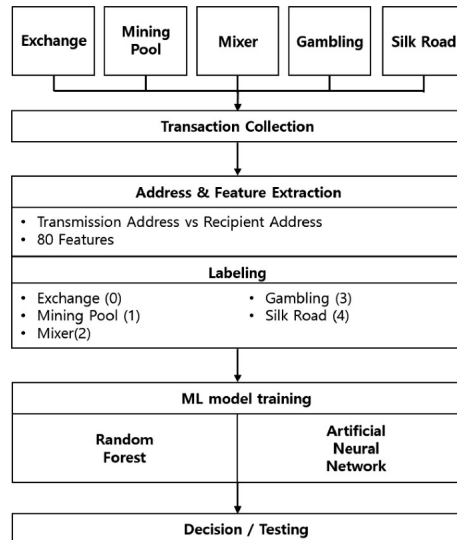 Exchange
Mining
Pool
Mixer
Gambling
Silk Road
Transaction Collection
Address & Feature Extraction
• Transmission Address vs Recipient Address
• 80 Features
Labeling
• Exchange (0)
• Mining Pool (1)
• Mixer(2)
• Gambling (3)
• Silk Road (4)
ML model training
Random
Forest
Artificial
Neural
Network
Decision / Testing